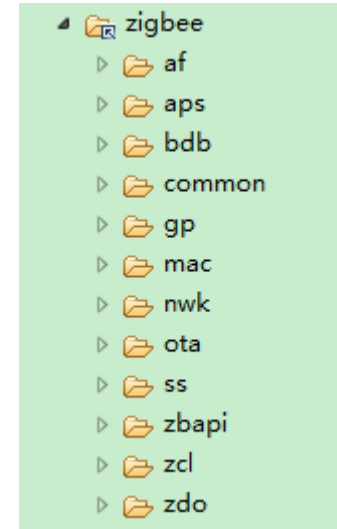 zigbee
af
aps
bdb
common
gp
mac
nwk
ota
ss
zbapi
zcl
zdo